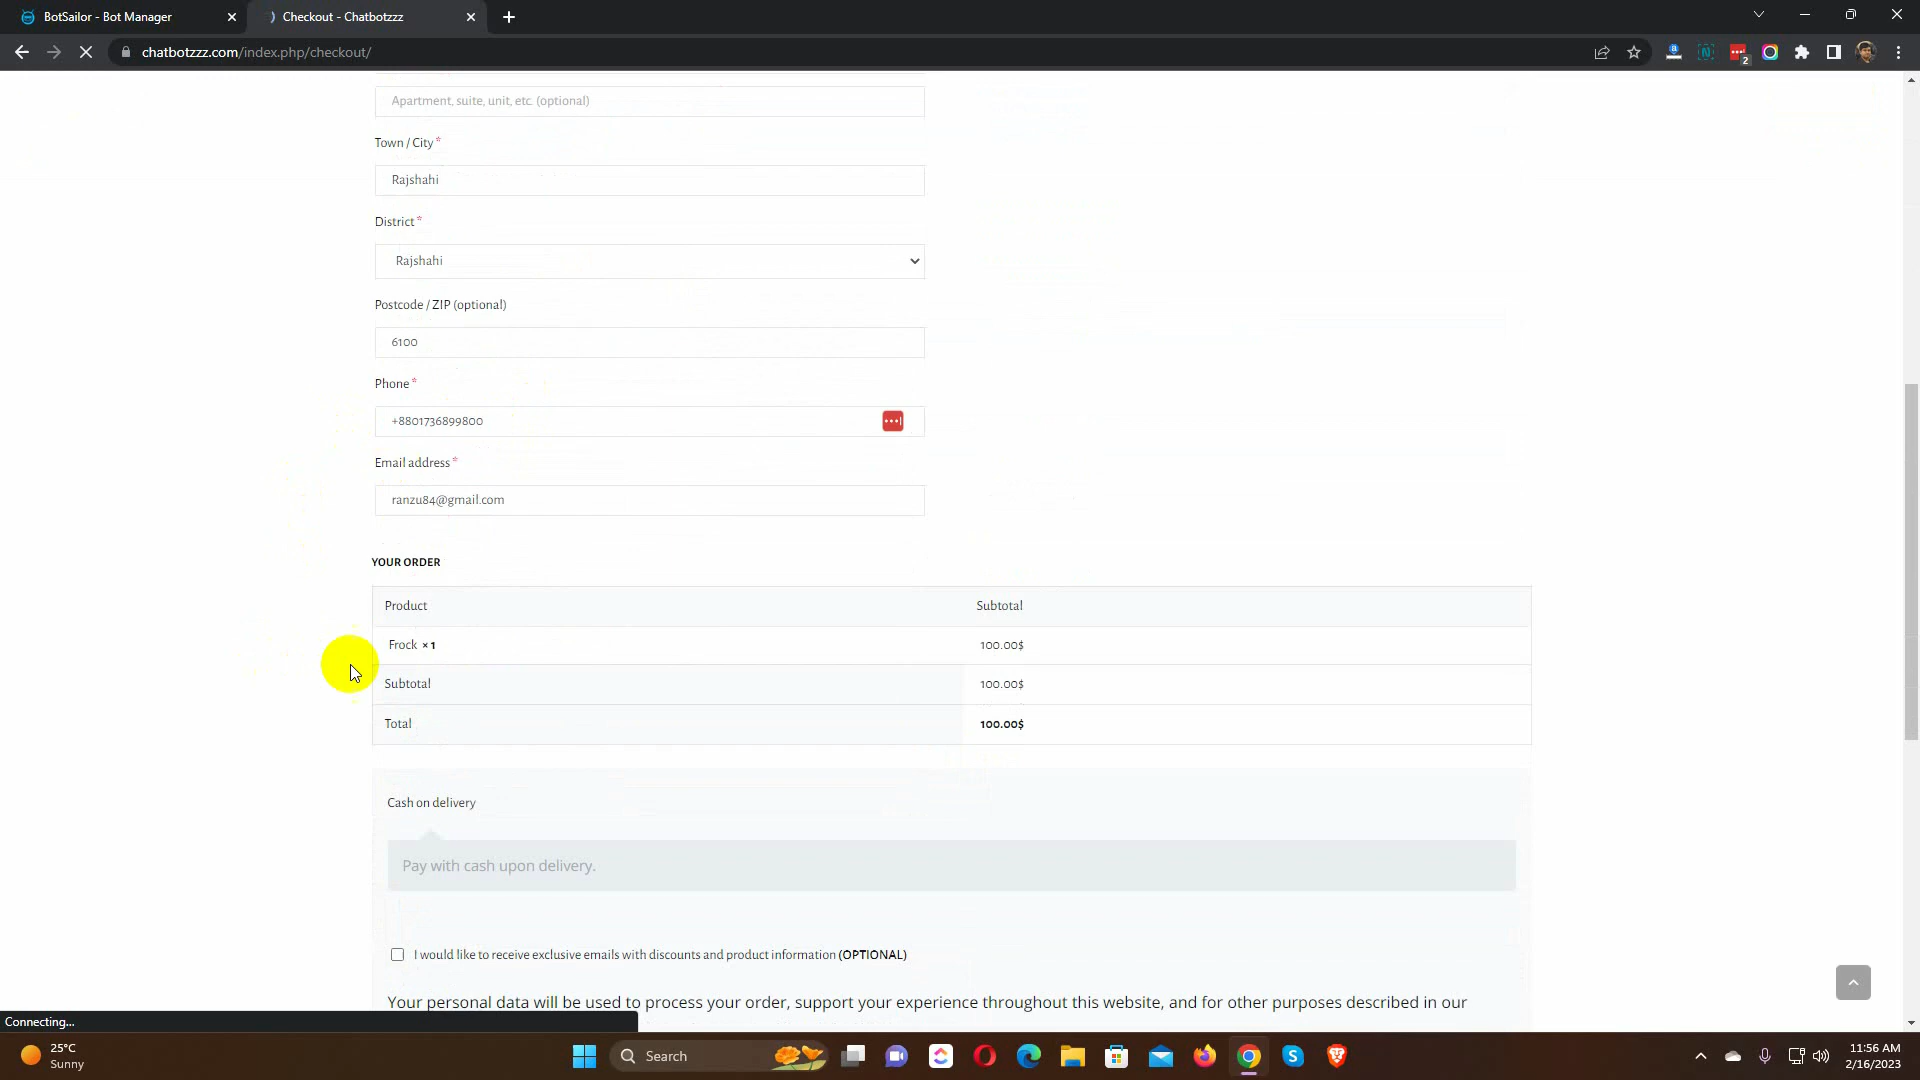 BotSailor - Bot Manager
Checkout - Chatbotzzz
chatbotzzz.com/index.php/checkout/
2
Apartment, suite, unit, etc. (optional)
Town / City *
Rajshahi
District *
Rajshahi
Postcode / ZIP (optional)
6100
Phone *
+8801736899800
Email address *
ranzu84@gmail.com
YOUR ORDER
Product Subtotal
Frock × 1 100.00$
Subtotal 100.00$
Total 100.00$
Cash on delivery
Pay with cash upon delivery.
I would like to receive exclusive emails with discounts and product information (OPTIONAL)
Your personal data will be used to process your order, support your experience throughout this website, and for other purposes described in our
Connecting...
25°C
Sunny
Search
11:56 AM
2/16/2023